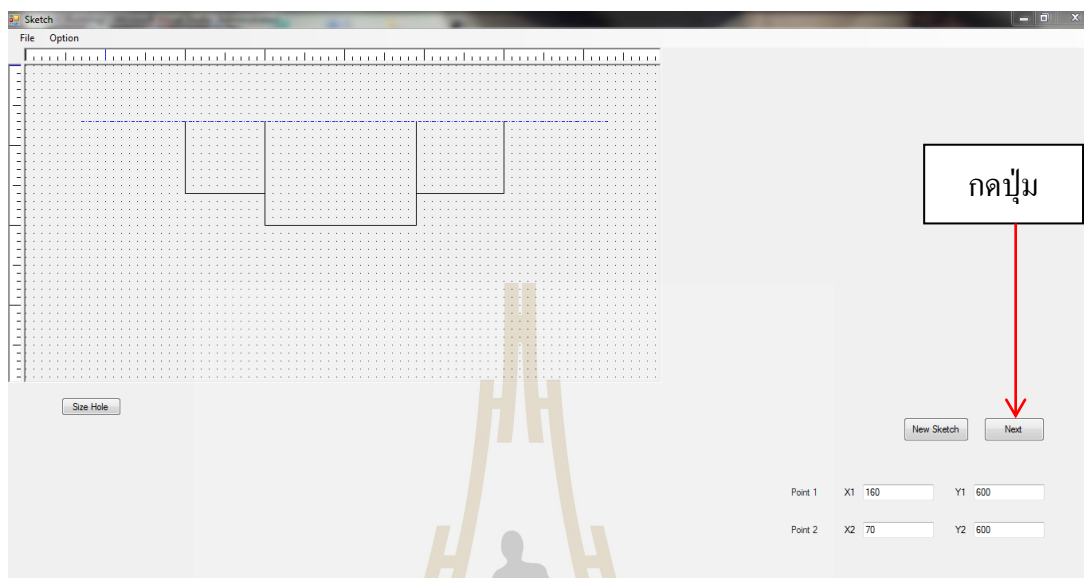 Sketch
File Option
กดปุ่ม
Size Hole
New Sketch Next
Point 1 X1 160 Y1 600
Point 2 X2 70 Y2 600